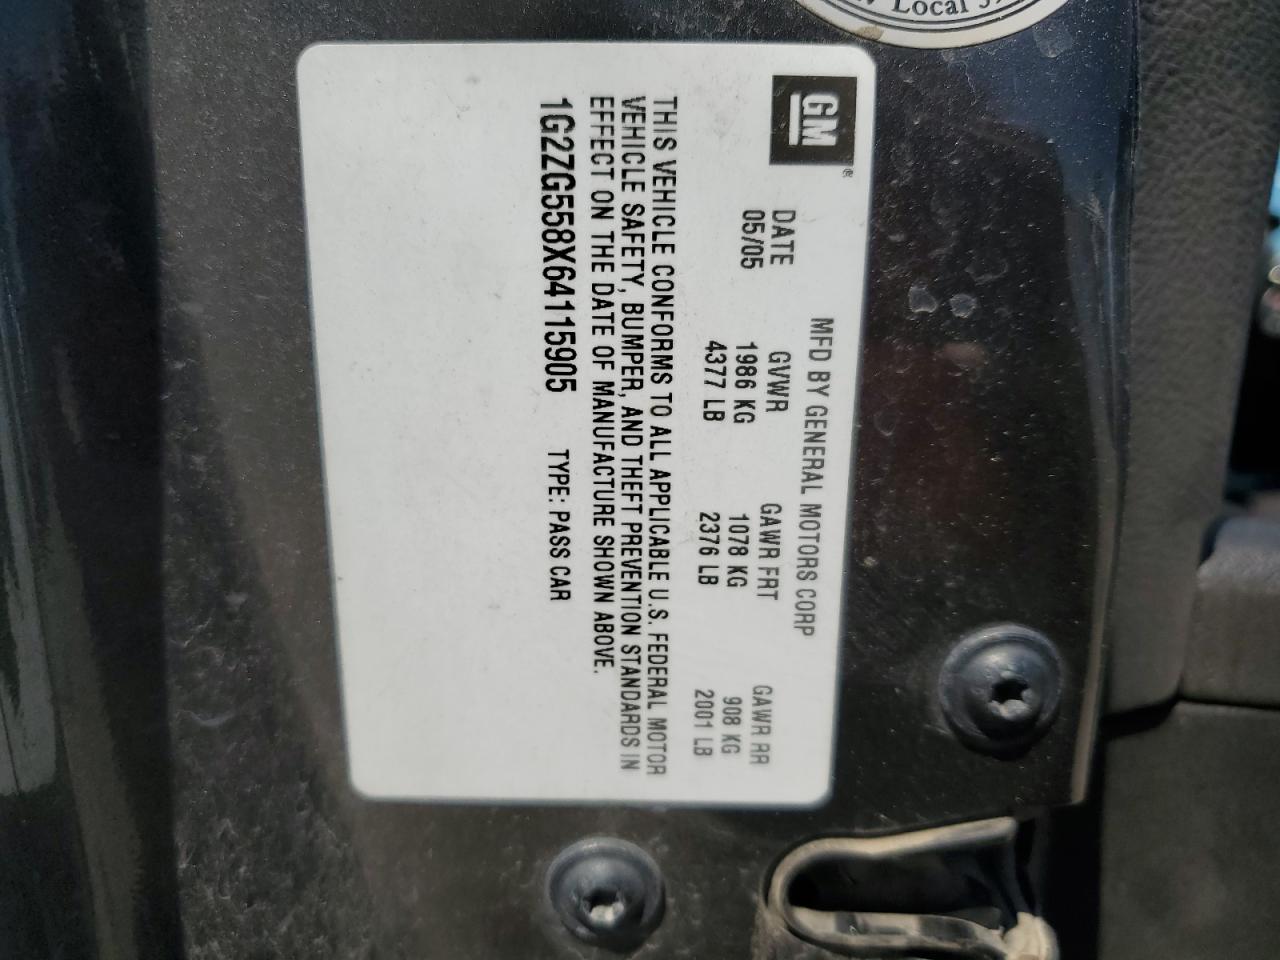 Local
GM®
MFD BY GENERAL MOTORS CORP
DATE GVWR GAWR FRT GAWR RR
05/05 1986 KG 1078 KG 908 KG
4377 LB 2376 LB 2001 LB
THIS VEHICLE CONFORMS TO ALL APPLICABLE U.S. FEDERAL MOTOR
VEHICLE SAFETY, BUMPER, AND THEFT PREVENTION STANDARDS IN
EFFECT ON THE DATE OF MANUFACTURE SHOWN ABOVE.
1G2ZG558X64115905 TYPE: PASS CAR